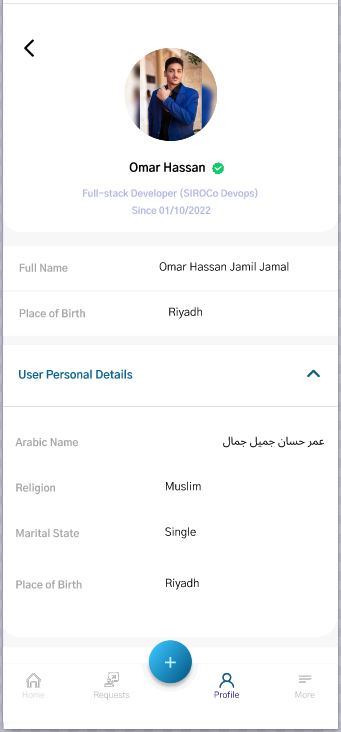 Omar Hassan
Full-stack Developer (SIROCo Devops)
Since 01/10/2022
Full Name Omar Hassan Jamil Jamal
Place of Birth Riyadh
User Personal Details
Arabic Name عمر حسان جميل جمال
Religion Muslim
Marital State Single
Place of Birth Riyadh
+
Home Requests Profile More